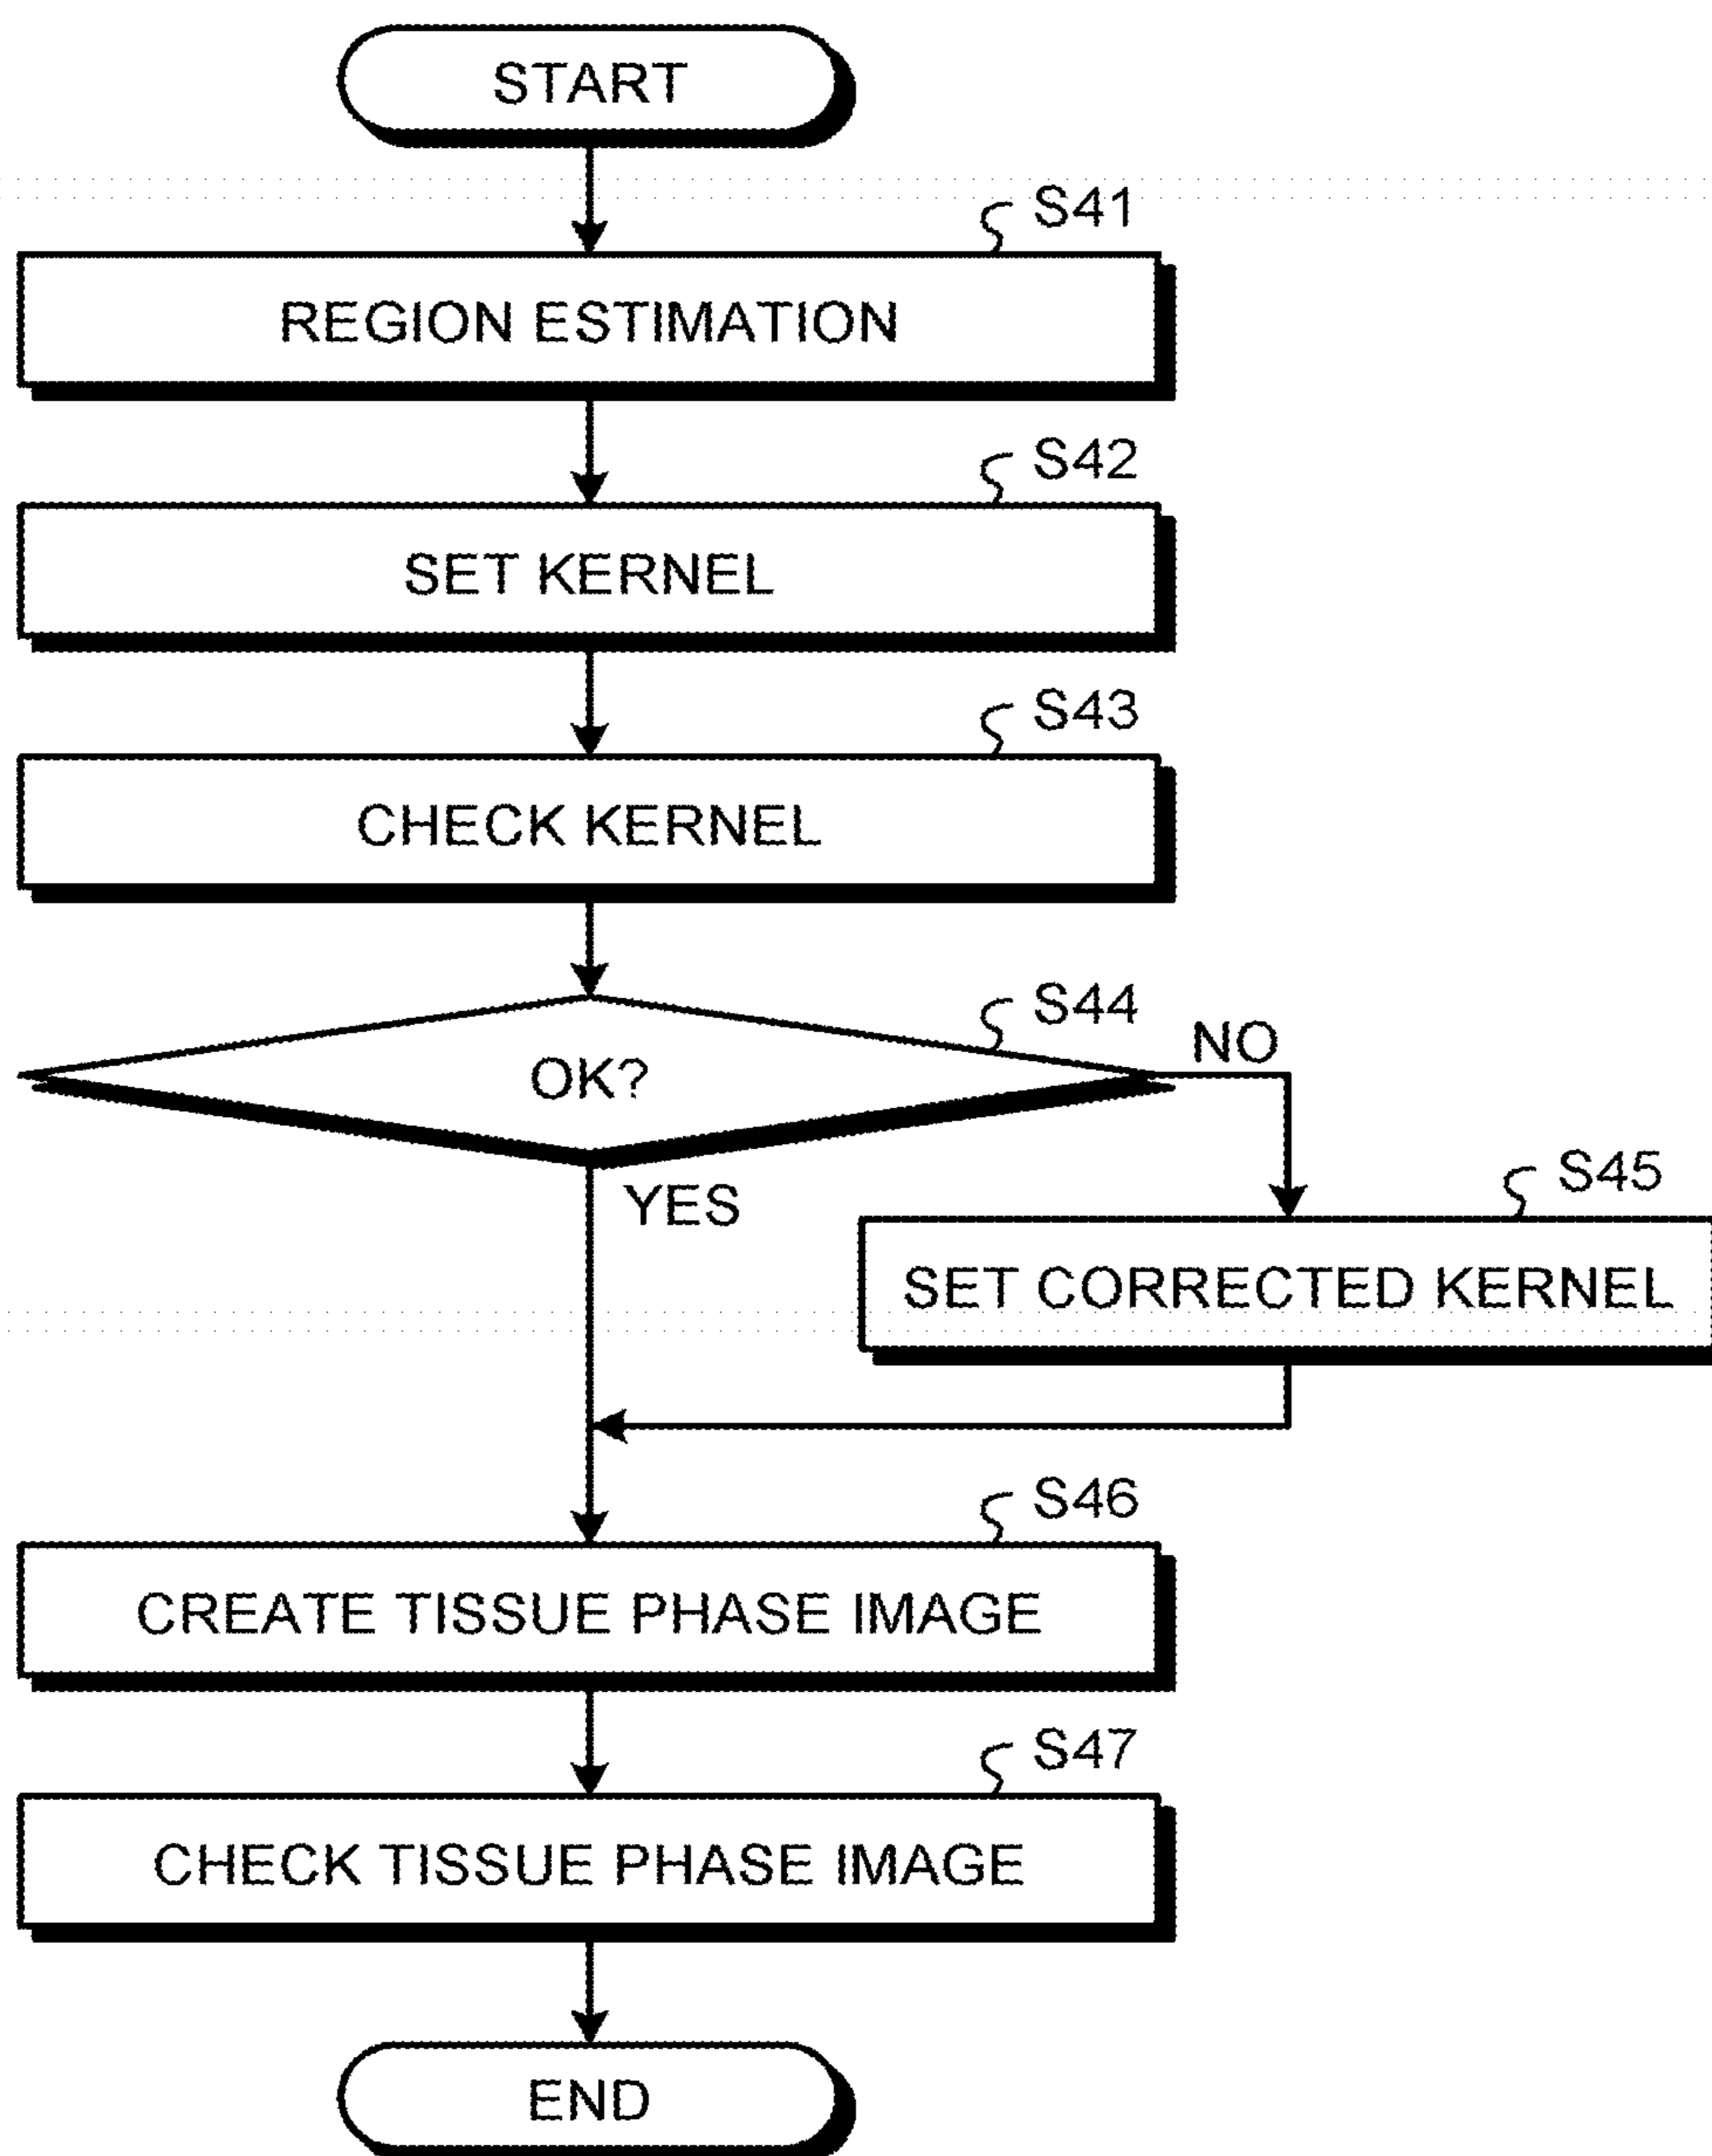 START
S41
REGION ESTIMATION
S42
SET KERNEL
S43
CHECK KERNEL
S44
OK?
NO
YES
S45
SET CORRECTED KERNEL
S46
CREATE TISSUE PHASE IMAGE
S47
CHECK TISSUE PHASE IMAGE
END